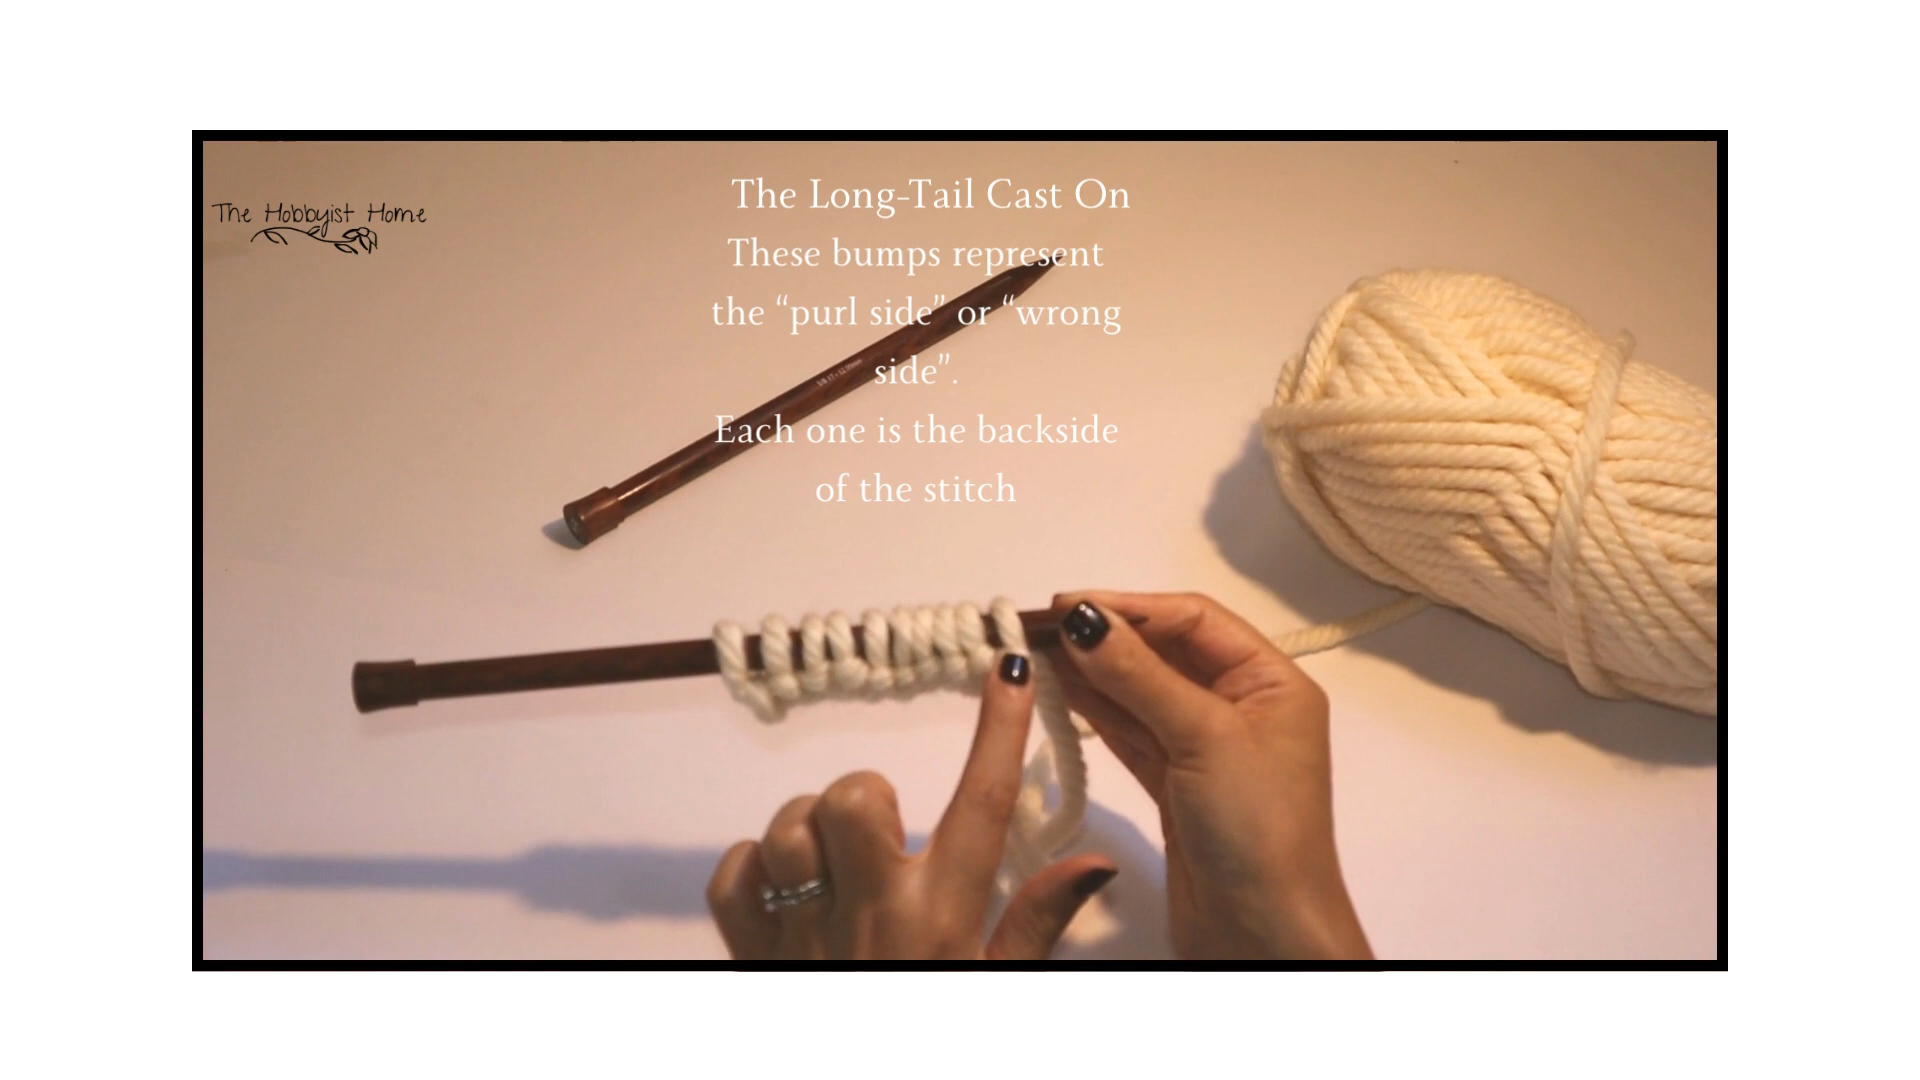 The Hobbyist Home
The Long-Tail Cast On
These bumps represent
the “purl side” or “wrong
side”.
Each one is the backside
of the stitch